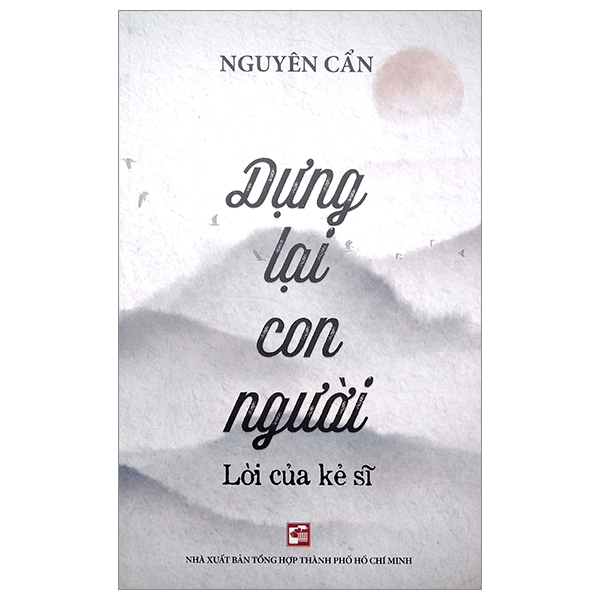 NGUYÊN CẨN
Dựng
lại
con
người
Lời của kẻ sĩ
NHÀ XUẤT BẢN TỔNG HỢP THÀNH PHỐ HỒ CHÍ MINH